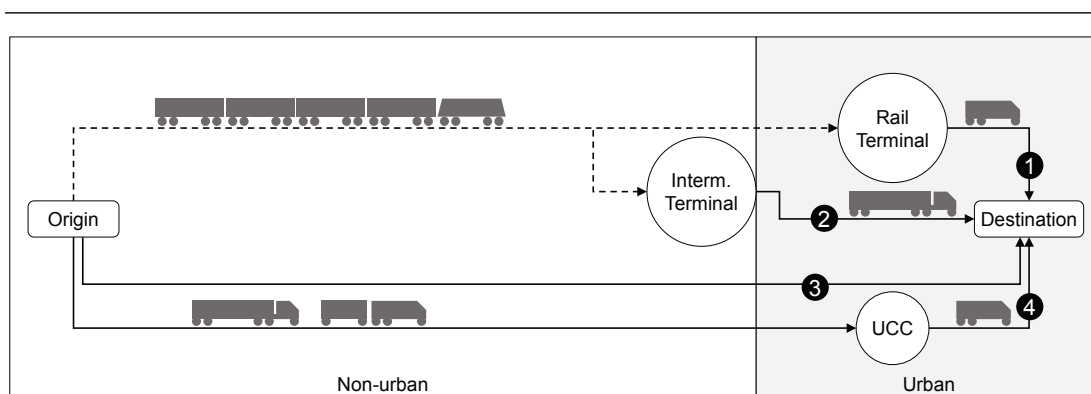 Rail
Terminal
1
Interm.
Terminal
Origin
2
Destination
3
4
UCC
Non-urban
Urban